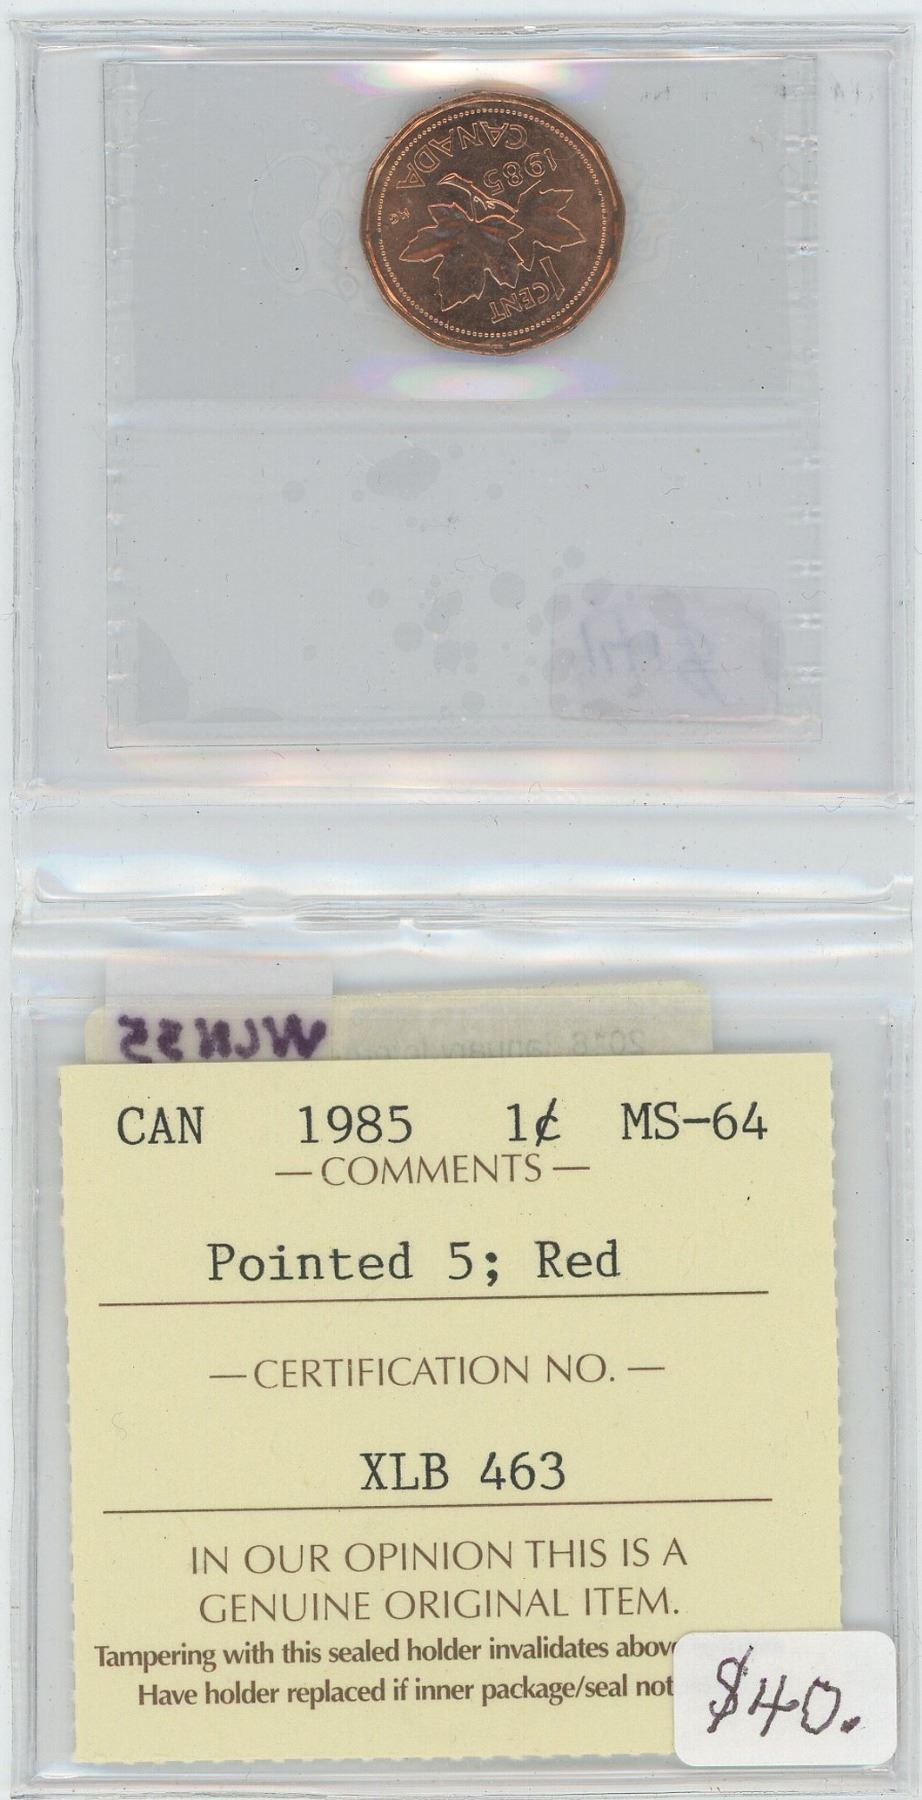 CANADA
1985
KG
1 CENT
WCN35
CAN 1985 1¢ MS-64
— COMMENTS —
Pointed 5; Red
— CERTIFICATION NO. —
XLB 463
IN OUR OPINION THIS IS A
GENUINE ORIGINAL ITEM.
Tampering with this sealed holder invalidates above
Have holder replaced if inner package/seal not
$40.